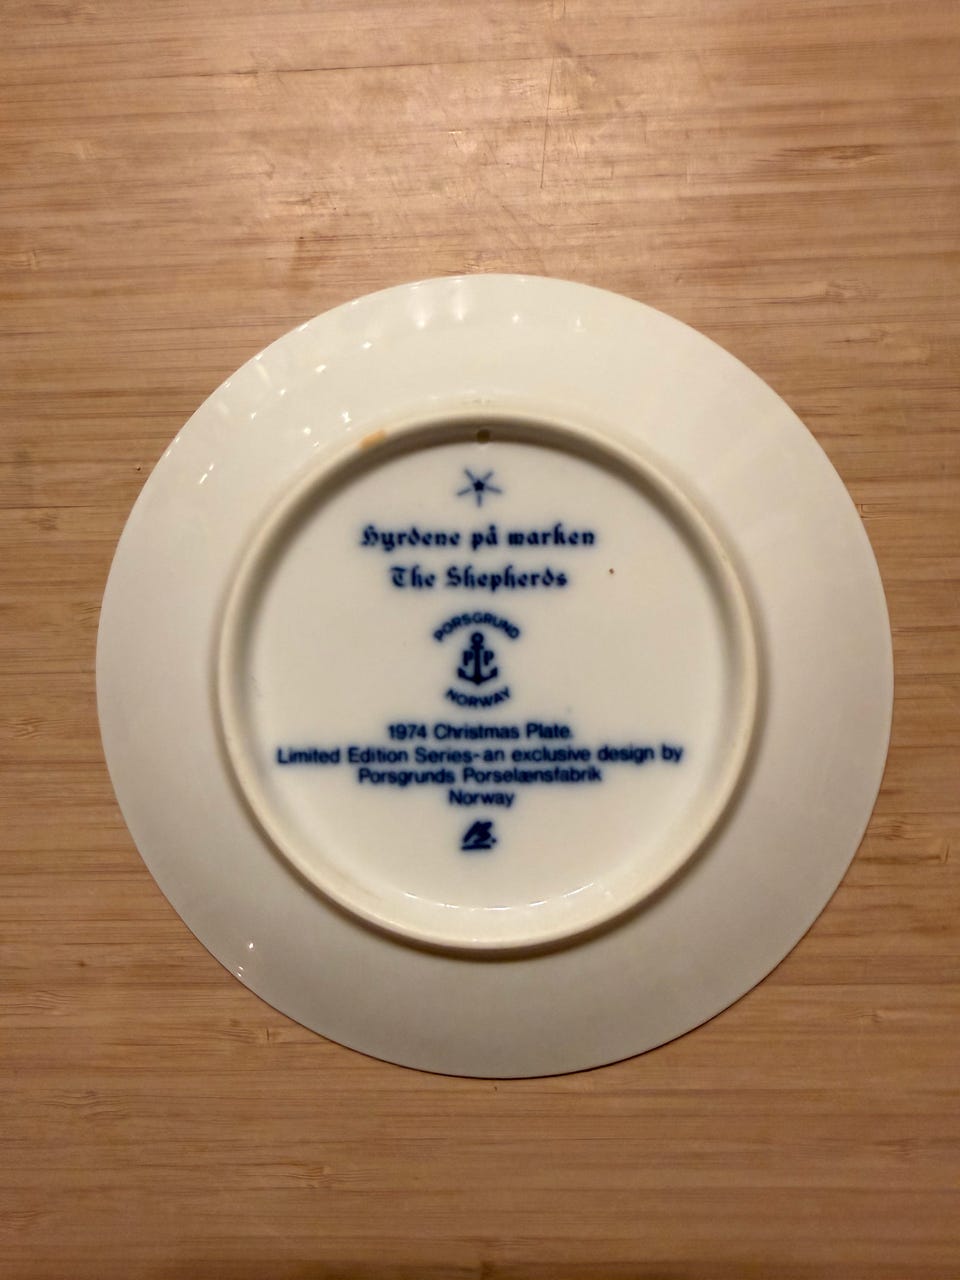 Hyrdene på marken
The Shepherds
PORSGRUND
P P
NORWAY
1974 Christmas Plate.
Limited Edition Series-an exclusive design by
Porsgrunds Porselænsfabrik
Norway